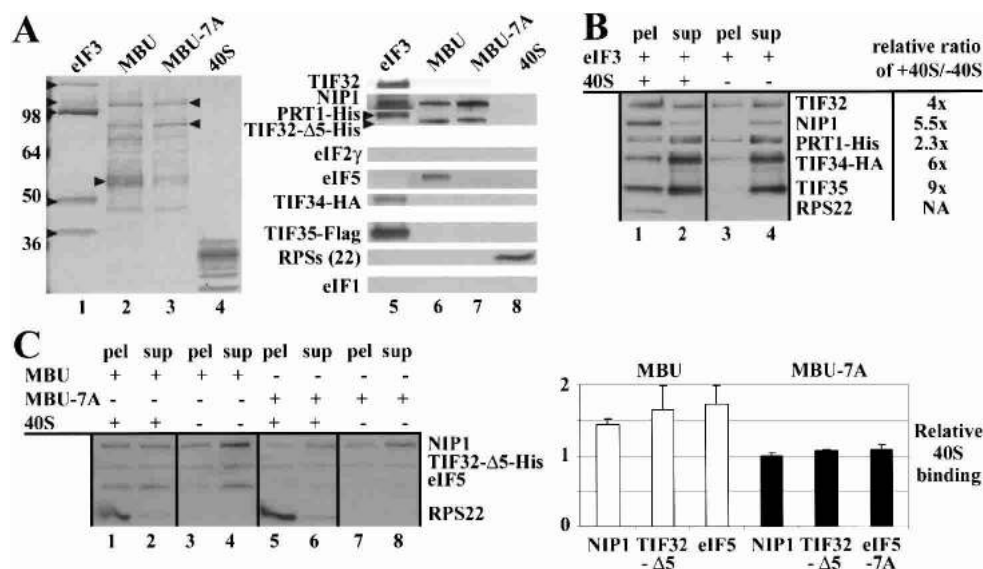 A
eIF3 MBU MBU-7A 40S
98
64
50
36
1 2 3 4
eIF3 MBU MBU-7A 40S
TIF32
NIP1
PRT1-His
TIF32-Δ5-His
eIF2γ
eIF5
TIF34-HA
TIF35-Flag
RPSs (22)
eIF1
5 6 7 8
B
pel sup pel sup
eIF3 + + + +
40S + + - -
relative ratio
of +40S/-40S
TIF32 4x
NIP1 5.5x
PRT1-His 2.3x
TIF34-HA 6x
TIF35 9x
RPS22 NA
1 2 3 4
C
pel sup pel sup pel sup pel sup
MBU + + + + - - - -
MBU-7A - - - - + + + +
40S + + - - + + - -
NIP1
TIF32-Δ5-His
eIF5
RPS22
1 2 3 4 5 6 7 8
MBU MBU-7A
2
1
0
Relative
40S
binding
NIP1 TIF32 eIF5 NIP1 TIF32 eIF5
- Δ5 - Δ5 -7A